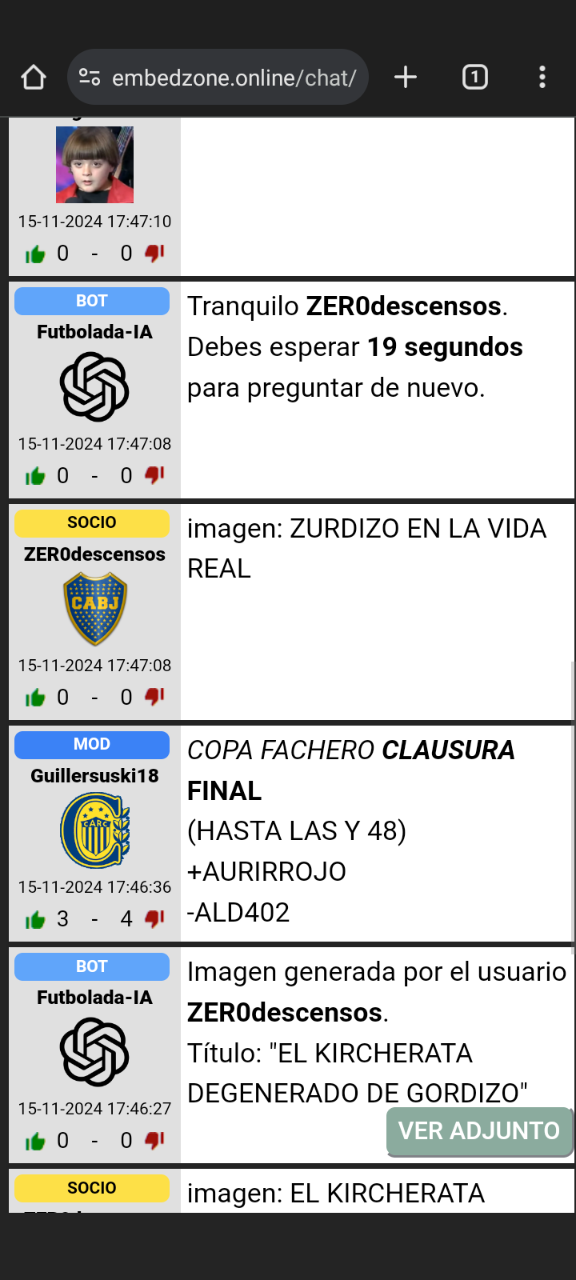 embedzone.online/chat/
1
15-11-2024 17:47:10
0 - 0
BOT
Futbolada-IA
15-11-2024 17:47:08
0 - 0
Tranquilo ZER0descensos.
Debes esperar 19 segundos
para preguntar de nuevo.
SOCIO
ZER0descensos
CABJ
15-11-2024 17:47:08
0 - 0
imagen: ZURDIZO EN LA VIDA
REAL
MOD
Guillersuski18
CARC
15-11-2024 17:46:36
3 - 4
COPA FACHERO CLAUSURA
FINAL
(HASTA LAS Y 48)
+AURIRROJO
-ALD402
BOT
Futbolada-IA
15-11-2024 17:46:27
0 - 0
Imagen generada por el usuario
ZER0descensos.
Título: "EL KIRCHERATA
DEGENERADO DE GORDIZO"
VER ADJUNTO
SOCIO
imagen: EL KIRCHERATA